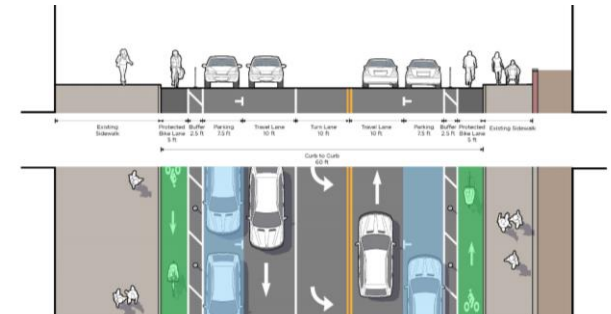 Existing
Sidewalk
Protected
Bike Lane
5 ft
Buffer
2.5 ft
Parking
7.5 ft
Travel Lane
10 ft
Turn Lane
10 ft
Travel Lane
10 ft
Parking
7.5 ft
Buffer
2.5 ft
Protected
Bike Lane
5 ft
Existing Sidewalk
Curb to Curb
60 ft